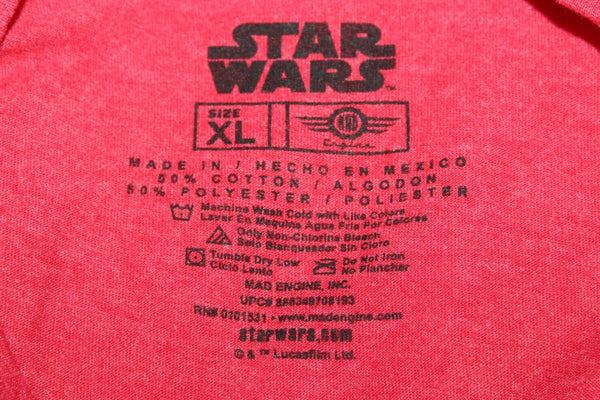 STAR
WARS™
SIZE
XL
MAD
Engine
MADE IN / HECHO EN MEXICO
50% COTTON / ALGODON
50% POLYESTER / POLIESTER
Machine Wash Cold with Like Colors
Lavar En Maquina Agua Fria Por Colores
Only Non-Chlorine Bleach
Solo Blanqueador Sin Cloro
Tumble Dry Low
Ciclo Lento
Do Not Iron
No Planchar
MAD ENGINE, INC.
UPC#
RN# 0101531 • www.madengine.com
starwars.com
© & ™ Lucasfilm Ltd.